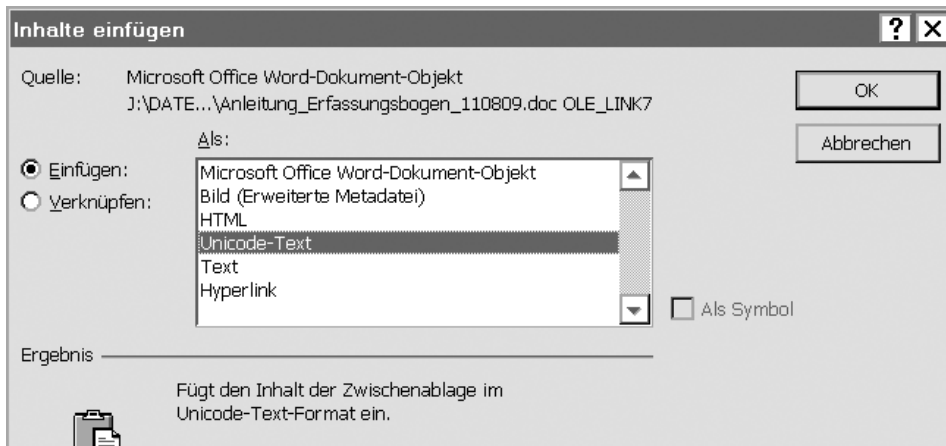 Inhalte einfügen
Quelle: Microsoft Office Word-Dokument-Objekt
J:\DATE...\Anleitung_Erfassungsbogen_110809.doc OLE_LINK7
OK
Abbrechen
Als:
Einfügen:
Verknüpfen:
Microsoft Office Word-Dokument-Objekt
Bild (Erweiterte Metadatei)
HTML
Unicode-Text
Text
Hyperlink
Als Symbol
Ergebnis
Fügt den Inhalt der Zwischenablage im
Unicode-Text-Format ein.